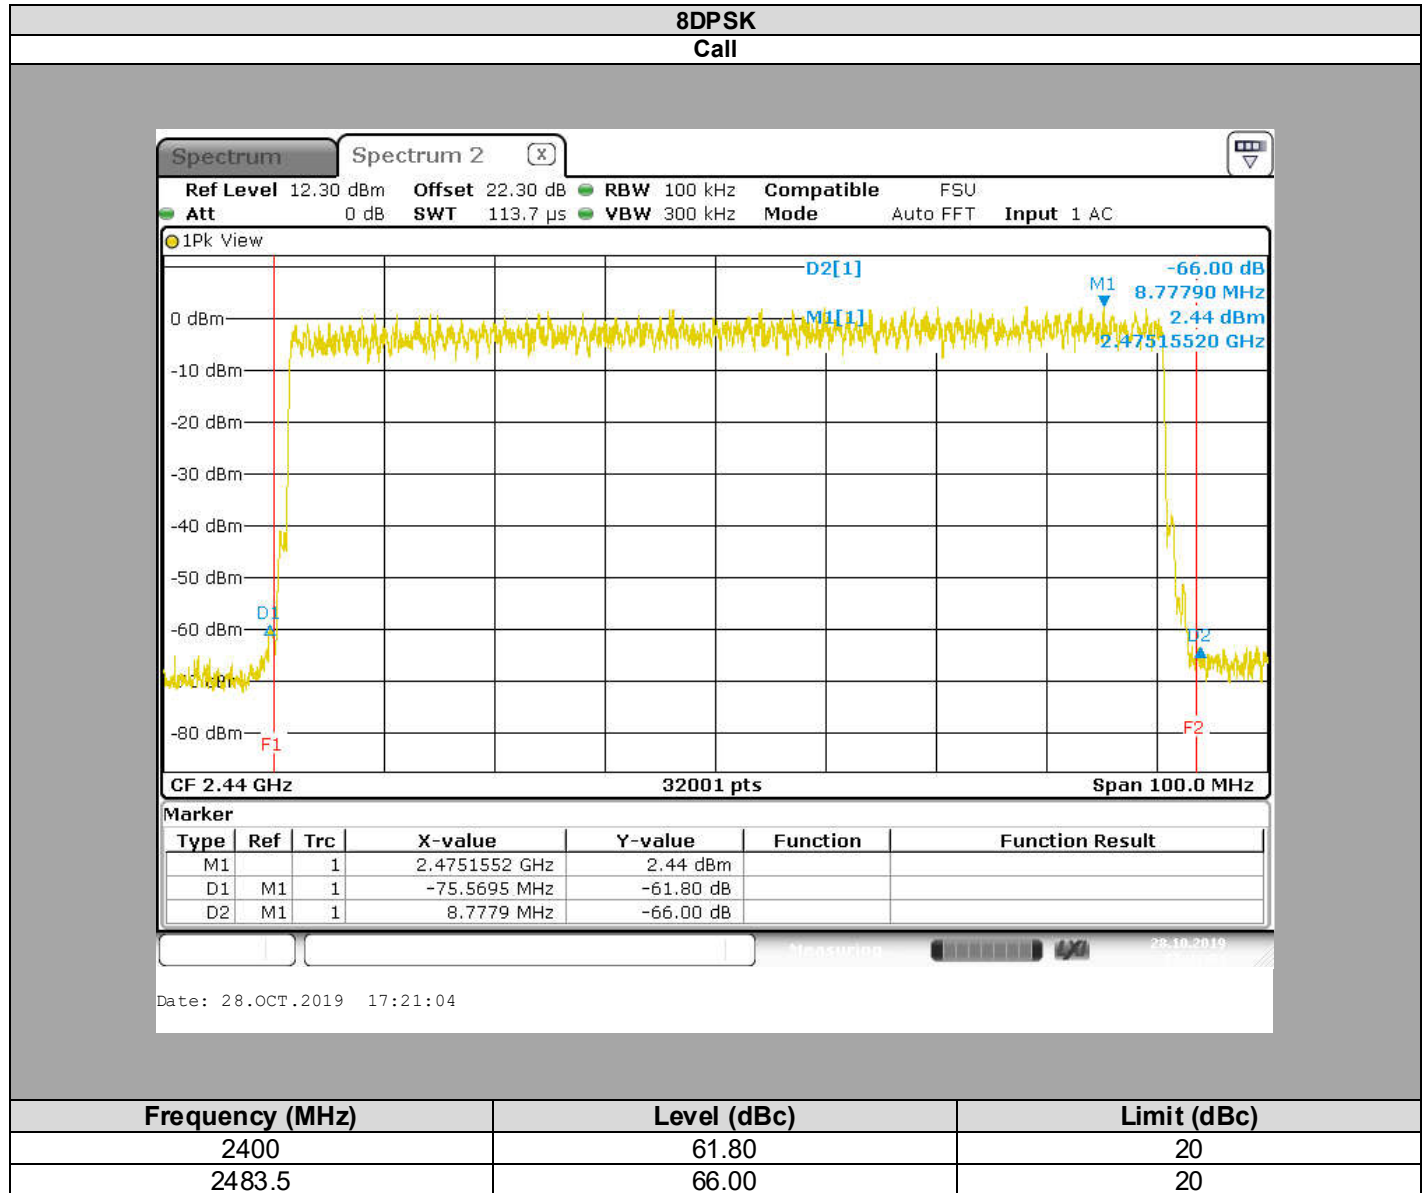 8DPSK
Call
Spectrum Spectrum 2 X
Ref Level 12.30 dBm Offset 22.30 dB RBW 100 kHz Compatible FSU
Att 0 dB SWT 113.7 µs VBW 300 kHz Mode Auto FFT Input 1 AC
1Pk View
D2[1] -66.00 dB
M1 8.77790 MHz
0 dBm M1[1] 2.44 dBm
2.47515520 GHz
-10 dBm
-20 dBm
-30 dBm
-40 dBm
-50 dBm
D1
-60 dBm D2
-80 dBm F1 F2
CF 2.44 GHz 32001 pts Span 100.0 MHz
Marker
Type Ref Trc X-value Y-value Function Function Result
M1 1 2.4751552 GHz 2.44 dBm
D1 M1 1 -75.5695 MHz -61.80 dB
D2 M1 1 8.7779 MHz -66.00 dB
Measuring LXI 28.10.2019
Date: 28.OCT.2019 17:21:04
Frequency (MHz) Level (dBc) Limit (dBc)
2400 61.80 20
2483.5 66.00 20